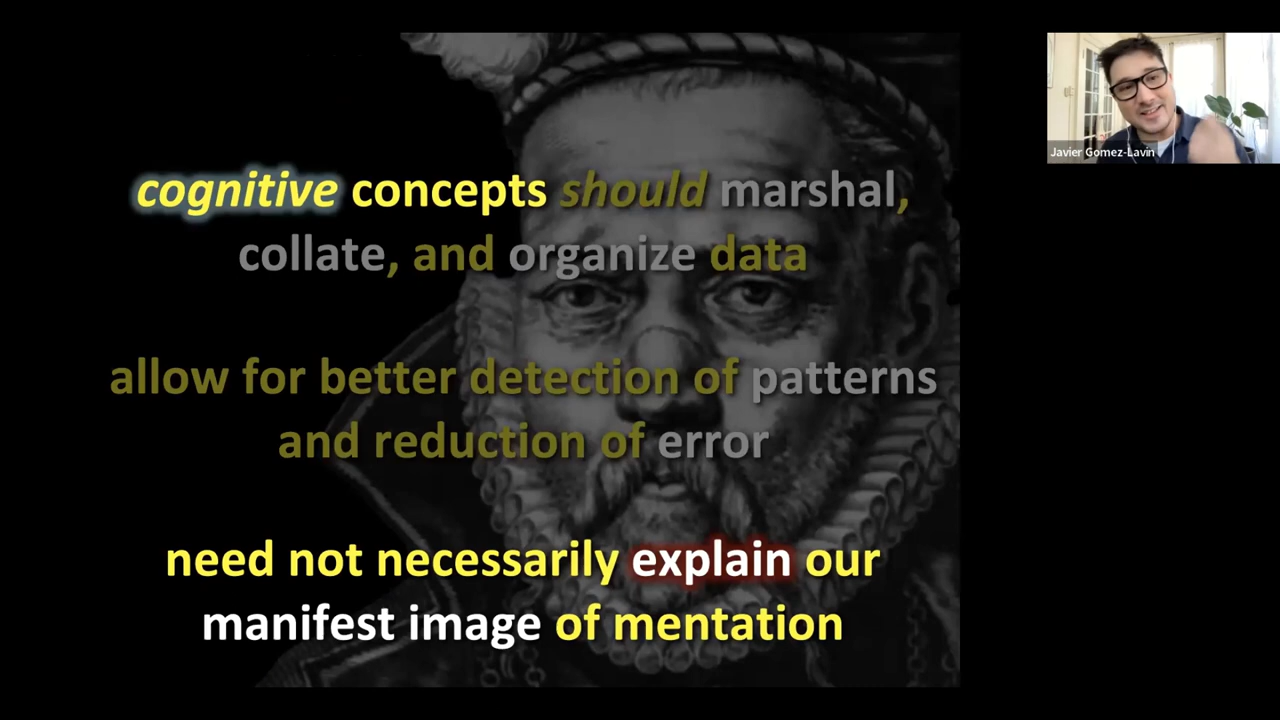 Javier Gomez-Lavin
cognitive concepts should marshal,
collate, and organize data
allow for better detection of patterns
and reduction of error
need not necessarily explain our
manifest image of mentation